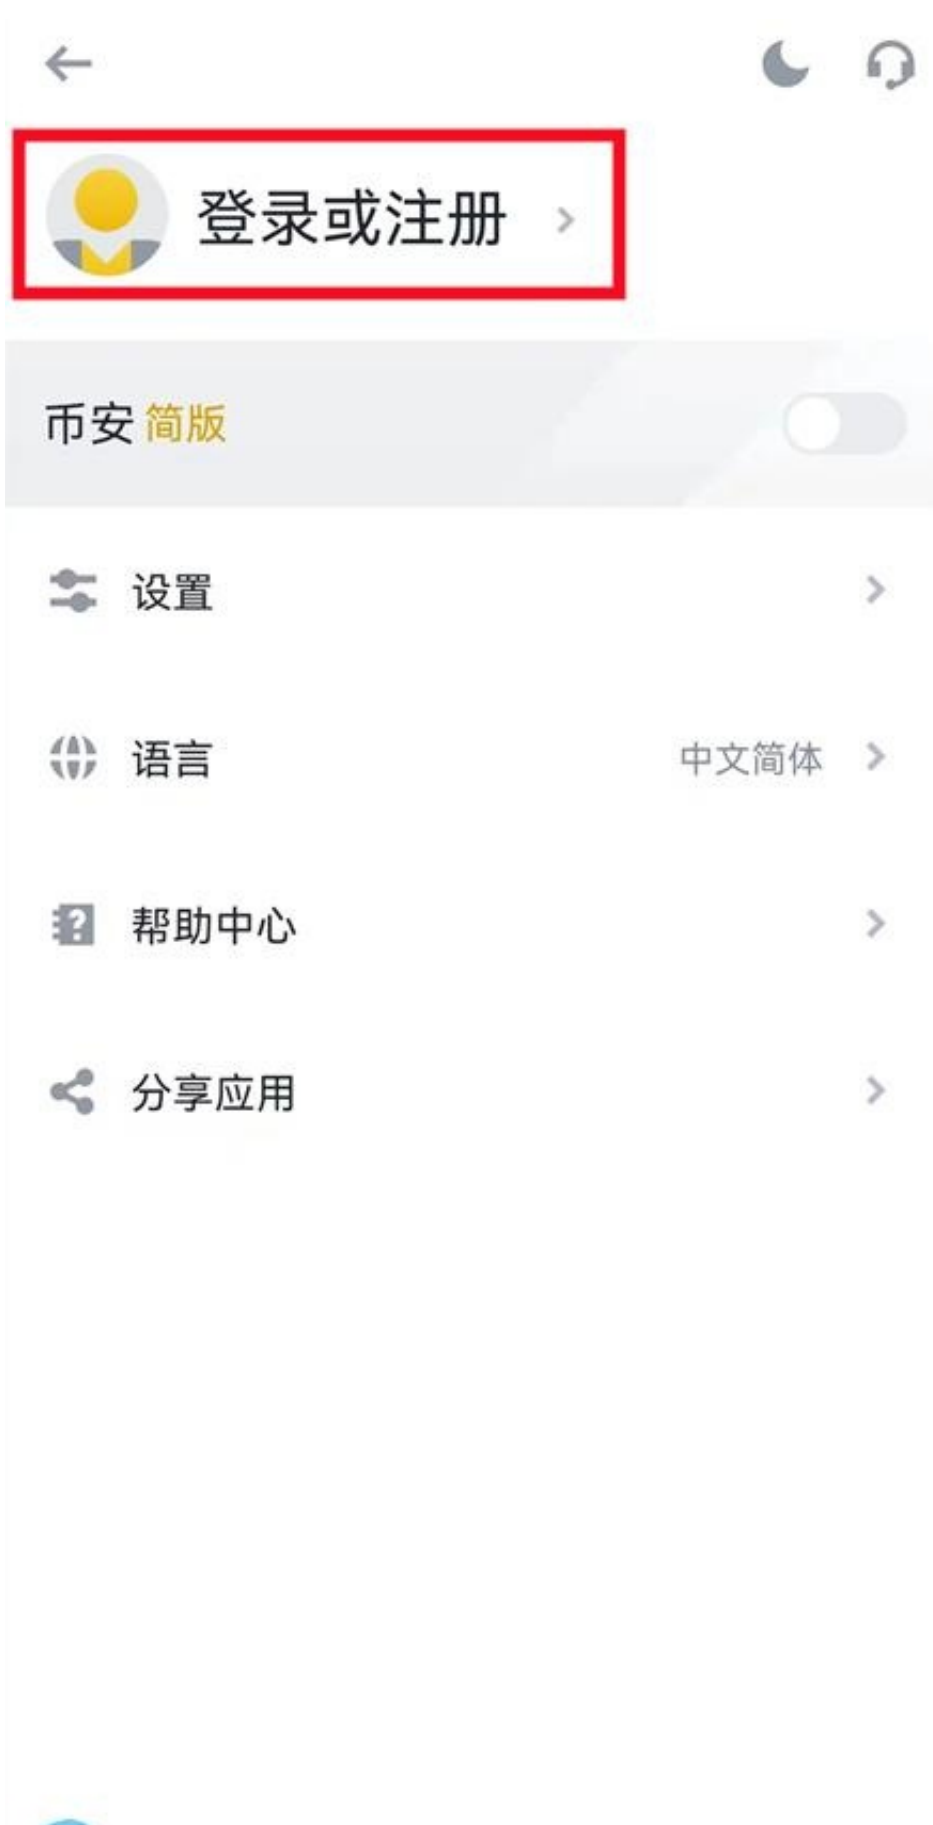 登录或注册
币安 简版
设置
语言 中文简体
帮助中心
分享应用